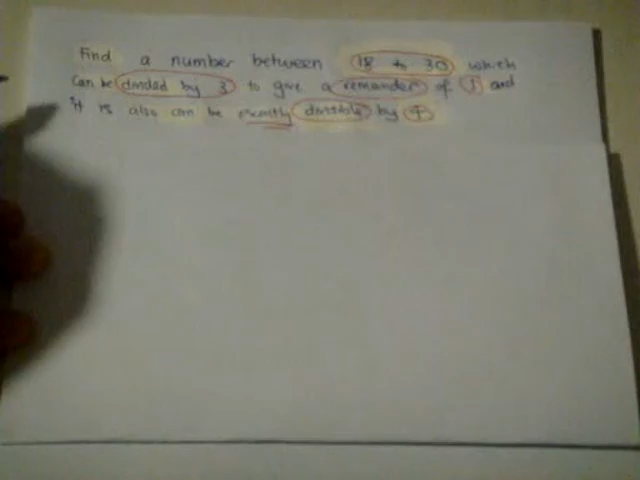 Find a number between 18 to 30 which
can be divided by 3 to give a remainder of 1 and
it is also can be exactly divisible by